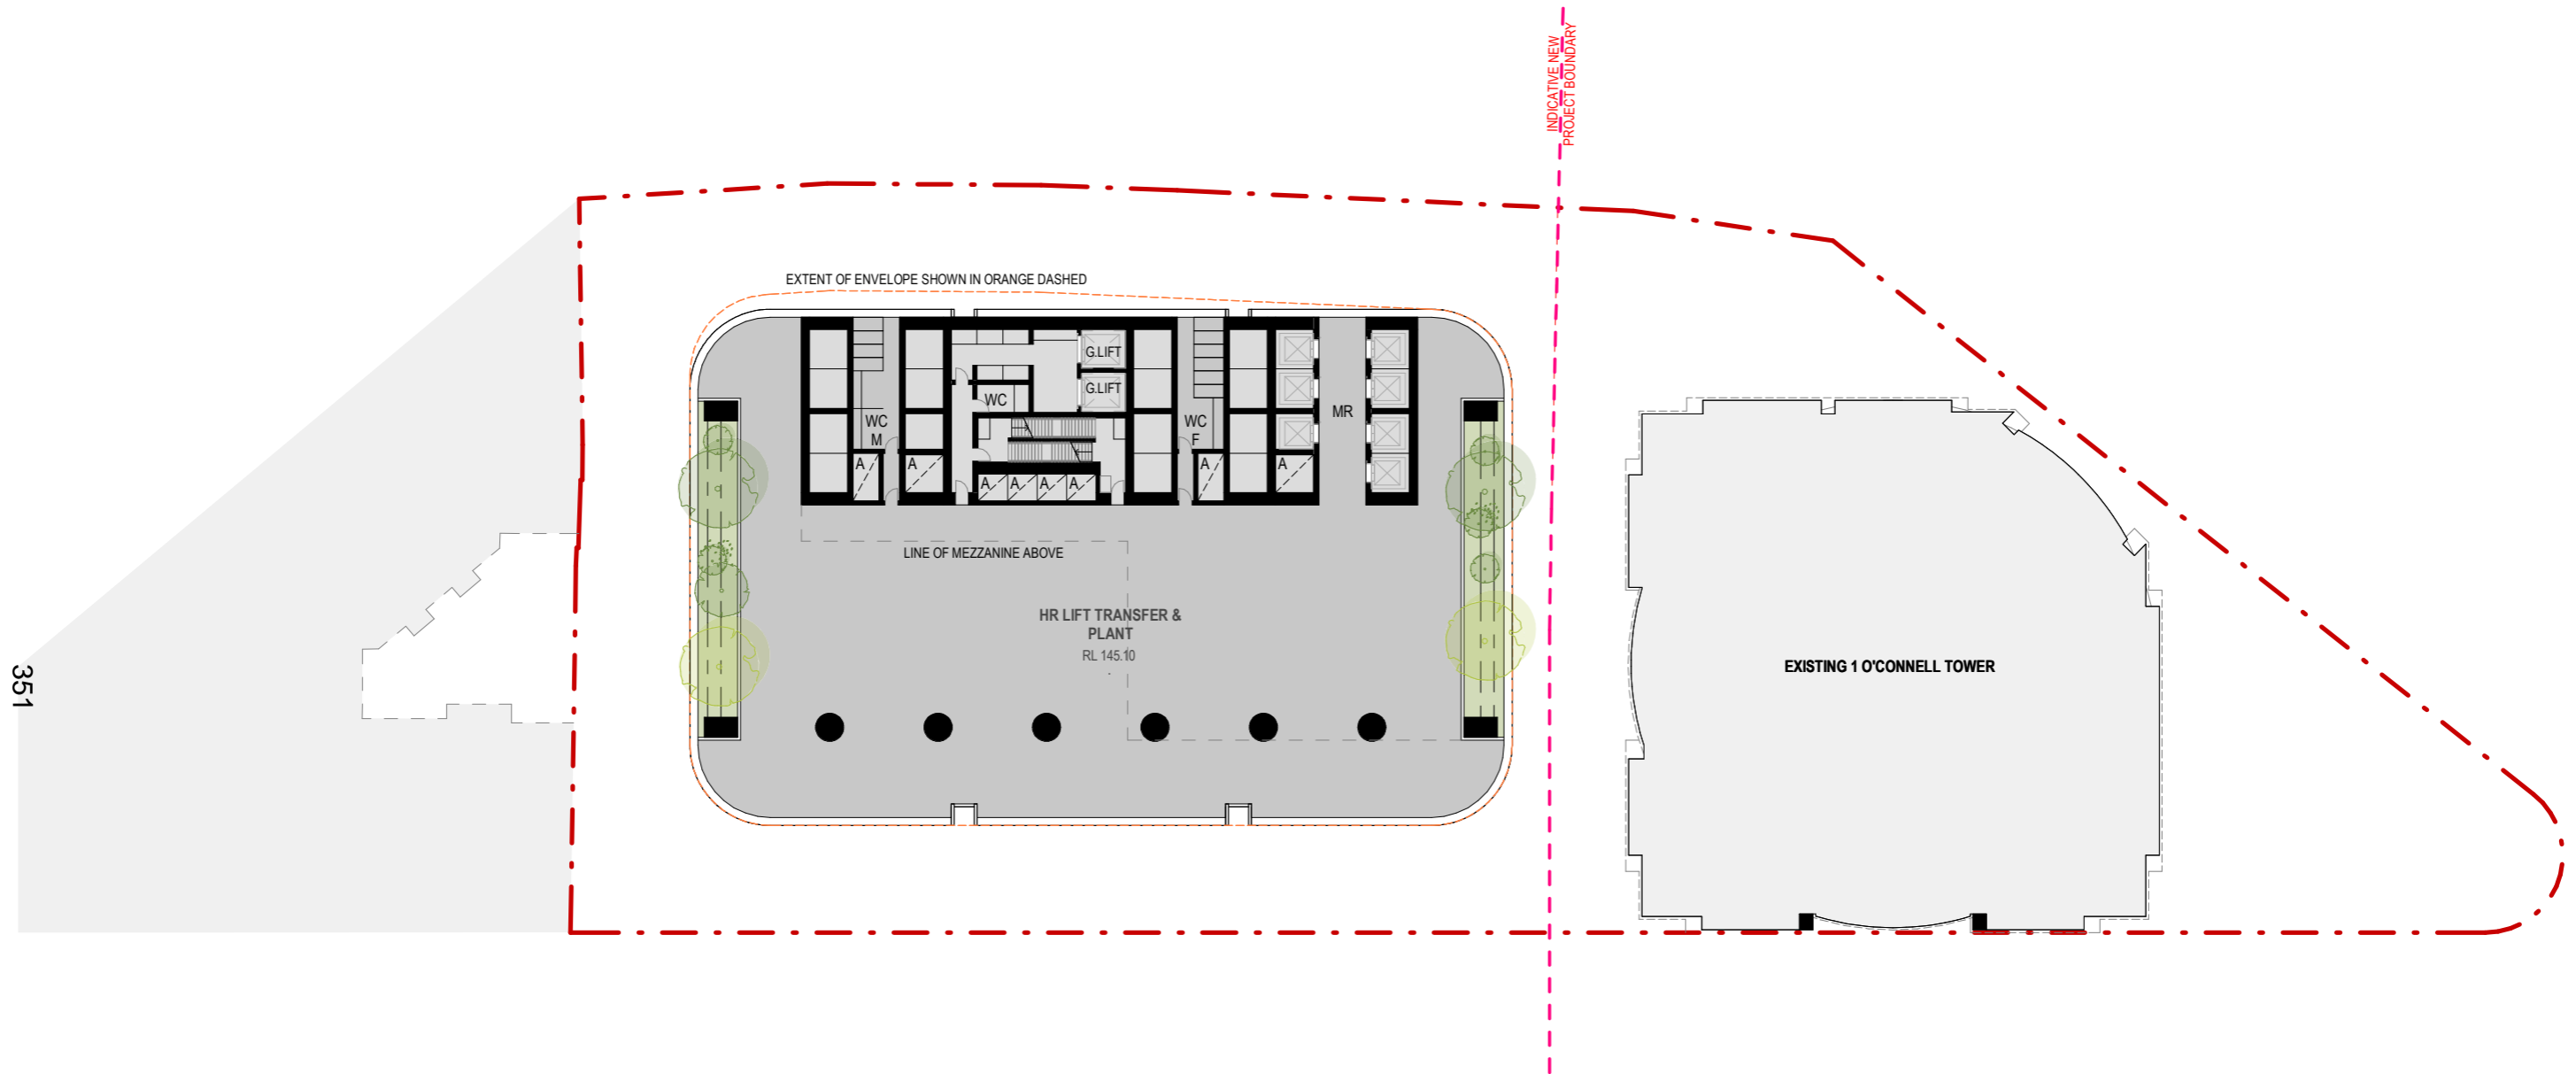 INDICATIVE NEW
PROJECT BOUNDARY
EXTENT OF ENVELOPE SHOWN IN ORANGE DASHED
G.LIFT
G.LIFT
WC
WC
M
WC
F
MR
A
A
A
A
A
A
A
A
LINE OF MEZZANINE ABOVE
HR LIFT TRANSFER &
PLANT
RL 145.10
EXISTING 1 O'CONNELL TOWER
3551